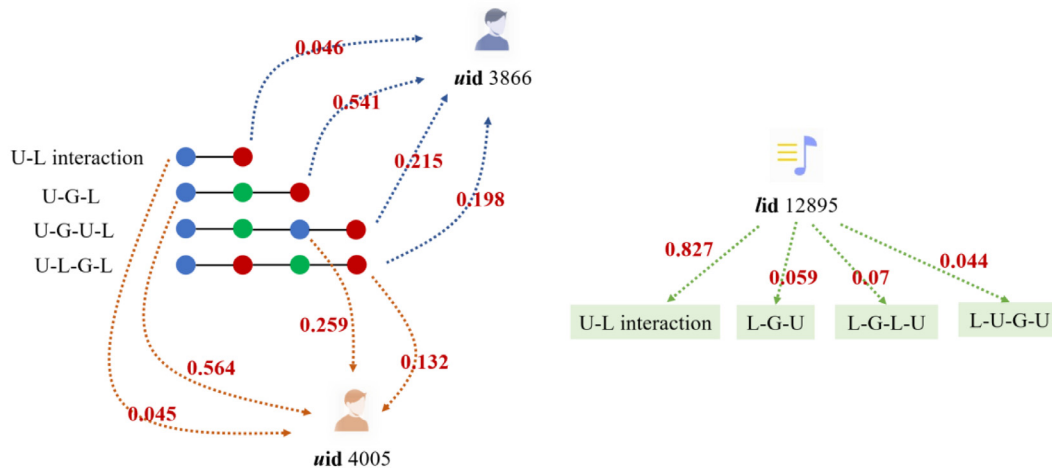 0.046
uid 3866
0.541
U-L interaction
0.215
U-G-L
0.198
U-G-U-L
U-L-G-L
0.259
0.132
0.564
0.045
uid 4005
lid 12895
0.827
0.059
0.07
0.044
U-L interaction
L-G-U
L-G-L-U
L-U-G-U